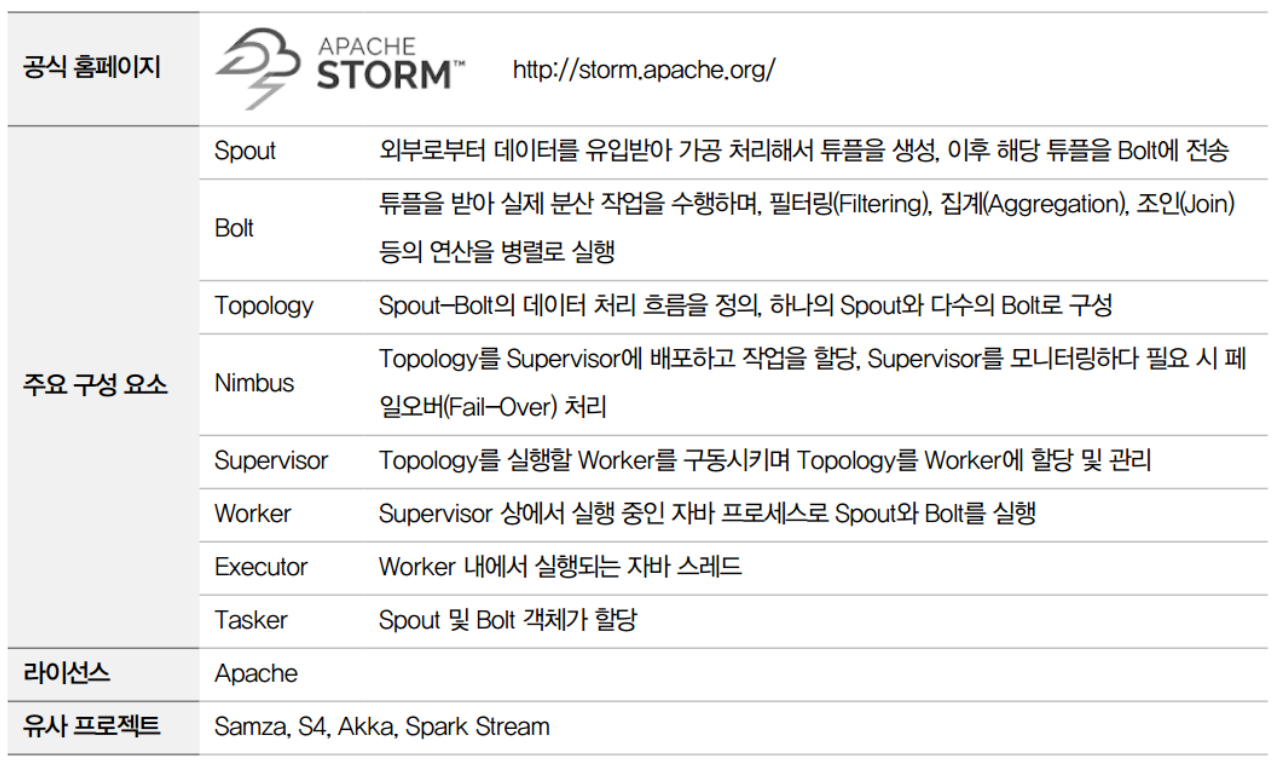 공식 홈페이지
APACHE
STORM™
http://storm.apache.org/
주요 구성 요소
Spout
외부로부터 데이터를 유입받아 가공 처리해서 튜플을 생성, 이후 해당 튜플을 Bolt에 전송
Bolt
튜플을 받아 실제 분산 작업을 수행하며, 필터링(Filtering), 집계(Aggregation), 조인(Join)
등의 연산을 병렬로 실행
Topology
Spout–Bolt의 데이터 처리 흐름을 정의, 하나의 Spout와 다수의 Bolt로 구성
Nimbus
Topology를 Supervisor에 배포하고 작업을 할당, Supervisor를 모니터링하다 필요 시 페
일오버(Fail–Over) 처리
Supervisor
Topology를 실행할 Worker를 구동시키며 Topology를 Worker에 할당 및 관리
Worker
Supervisor 상에서 실행 중인 자바 프로세스로 Spout와 Bolt를 실행
Executor
Worker 내에서 실행되는 자바 스레드
Tasker
Spout 및 Bolt 객체가 할당
라이선스
Apache
유사 프로젝트
Samza, S4, Akka, Spark Stream